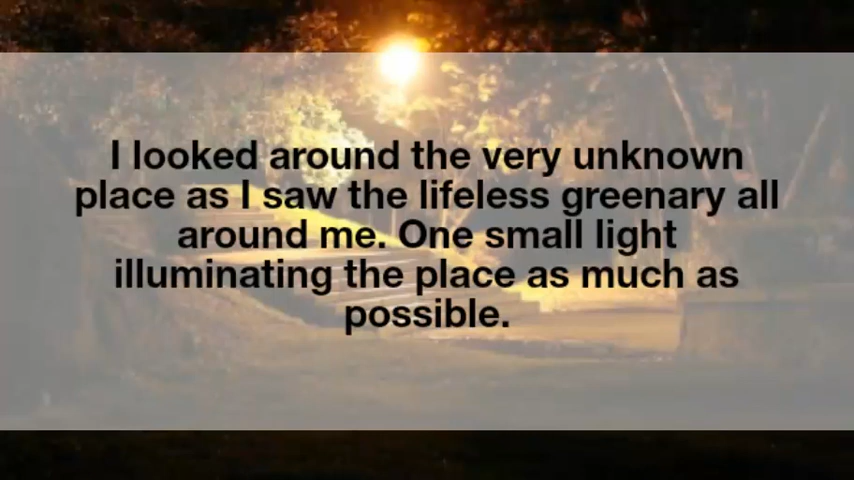 I looked around the very unknown
place as I saw the lifeless greenary all
around me. One small light
illuminating the place as much as
possible.